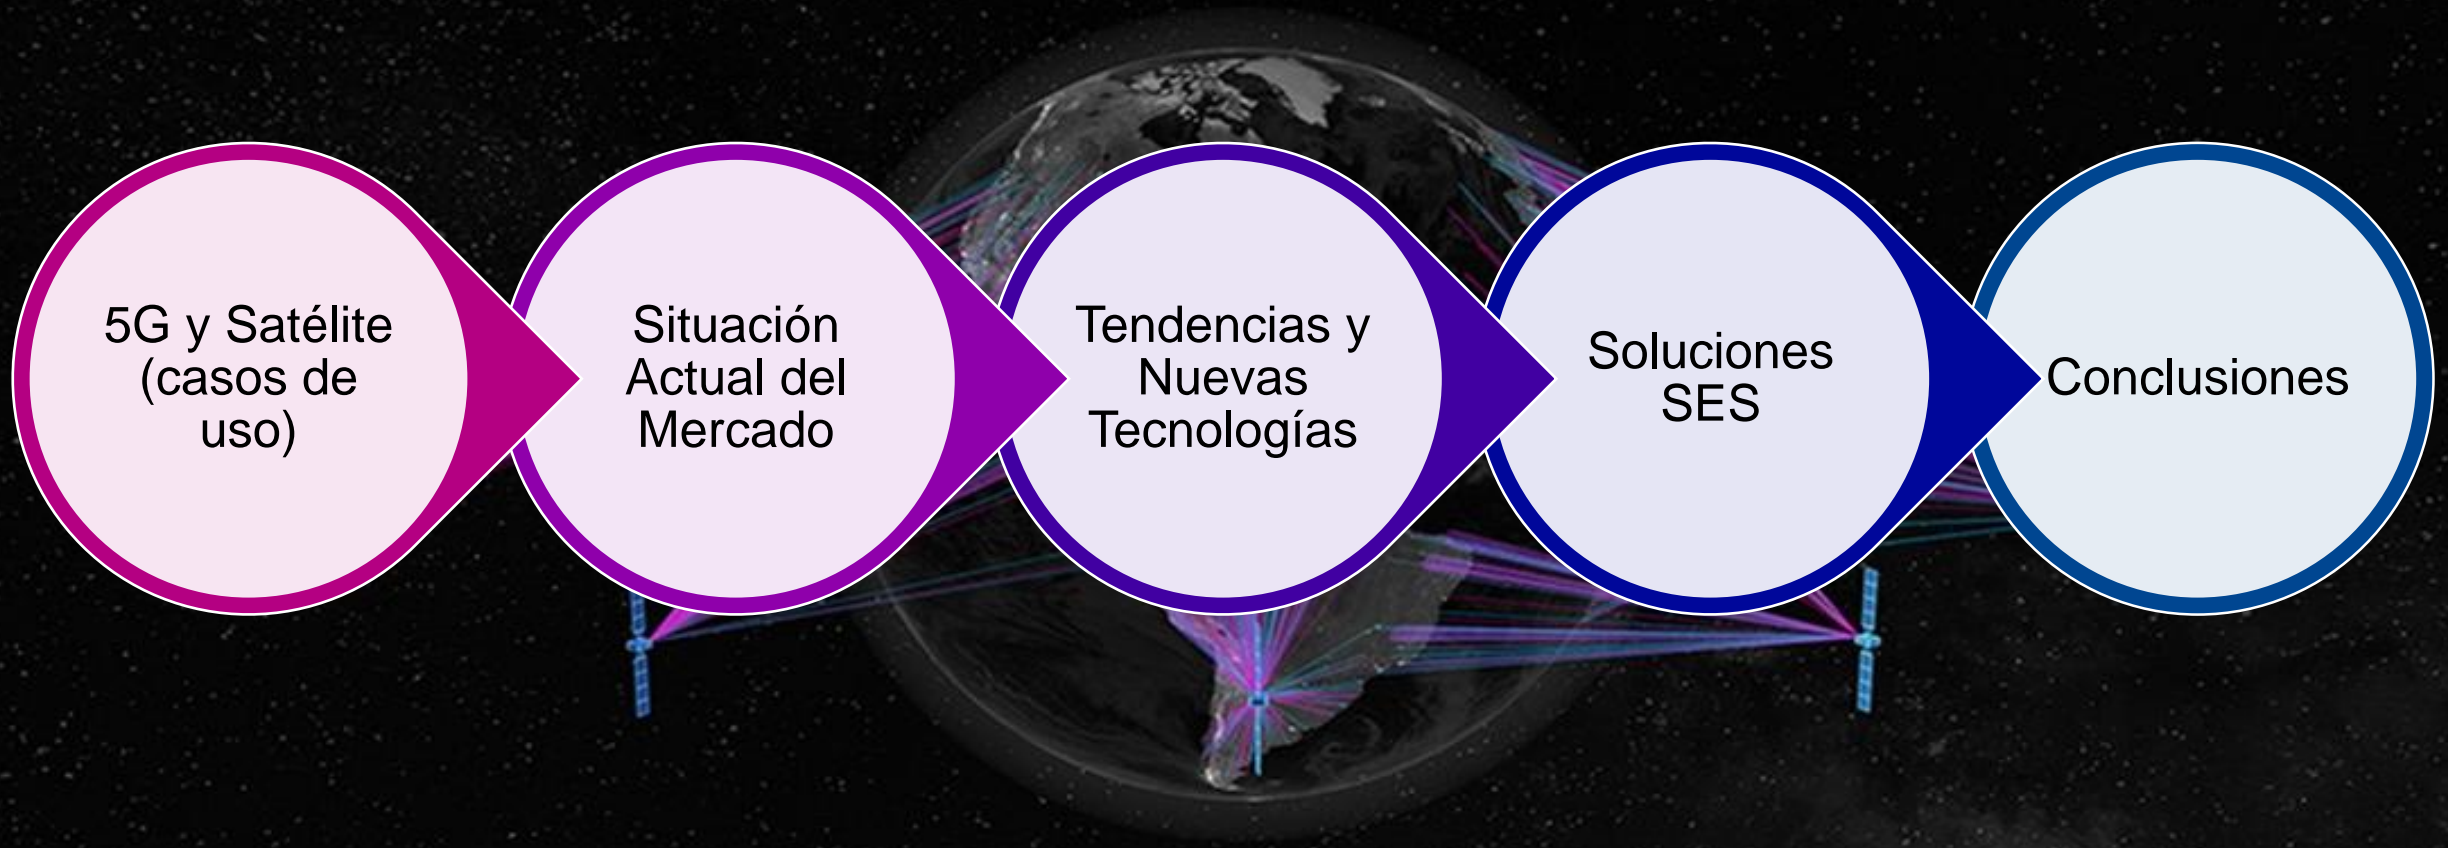 5G y Satélite
(casos de
uso)
Situación
Actual del
Mercado
Tendencias y
Nuevas
Tecnologías
Soluciones
SES
Conclusiones